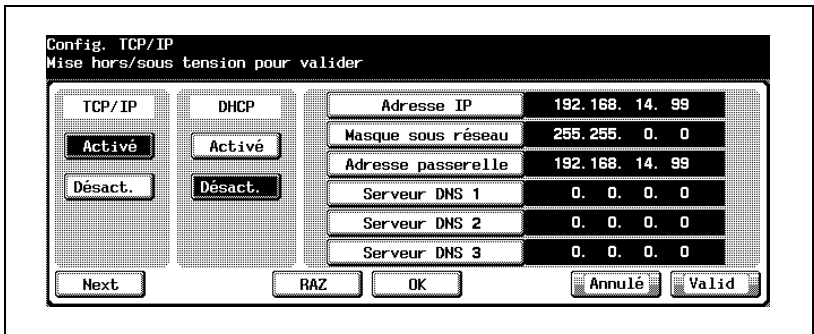 Config. TCP/IP
Mise hors/sous tension pour valider
TCP/IP
Activé
Désact.
DHCP
Activé
Désact.
Adresse IP 192.168. 14. 99
Masque sous réseau 255.255. 0. 0
Adresse passerelle 192.168. 14. 99
Serveur DNS 1 0. 0. 0. 0
Serveur DNS 2 0. 0. 0. 0
Serveur DNS 3 0. 0. 0. 0
Next RAZ OK Annulé Valid